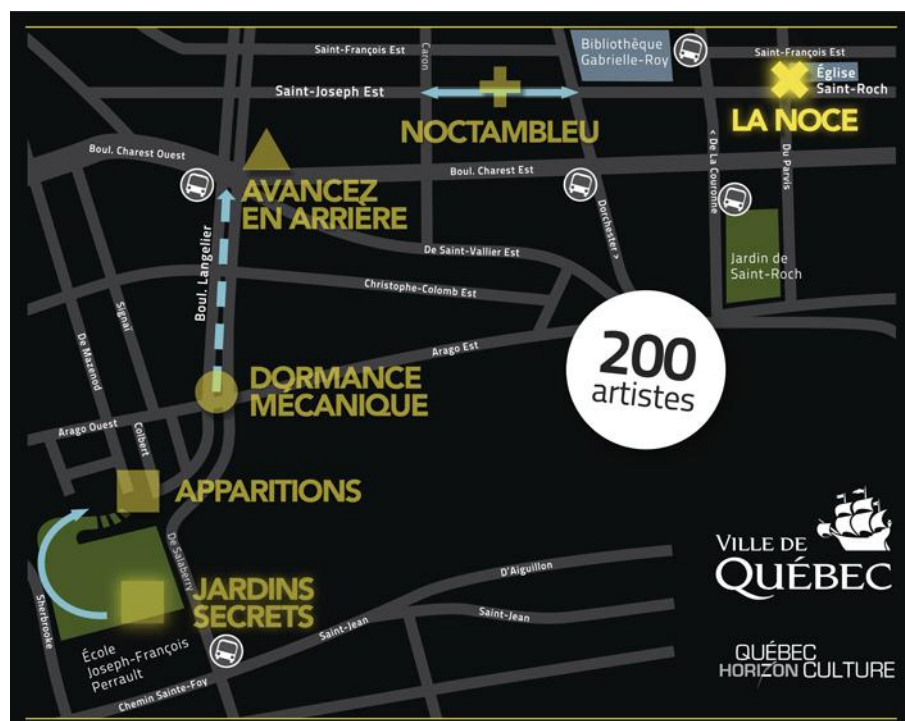 Saint-François Est
Caron
Bibliothèque
Gabrielle-Roy
Saint-François Est
Saint-Joseph Est
Église
Saint-Roch
NOCTAMBLEU
LA NOCE
Boul. Charest Ouest
Boul. Charest Est
< De La Couronne
Du Parvis
AVANCEZ
EN ARRIÈRE
Dorchester >
De Saint-Vallier Est
Jardin de
Saint-Roch
Christophe-Colomb Est
Boul. Langelier
Signaï
De Mazenod
Arago Est
200
artistes
DORMANCE
MÉCANIQUE
Arago Ouest
Colbert
APPARITIONS
De Salaberry
VILLE DE
QUÉBEC
D'Aiguillon
JARDINS
SECRETS
Sherbrooke
Saint-Jean
Saint-Jean
École
Joseph-François
Perrault
Chemin Sainte-Foy
QUÉBEC
HORIZON CULTURE